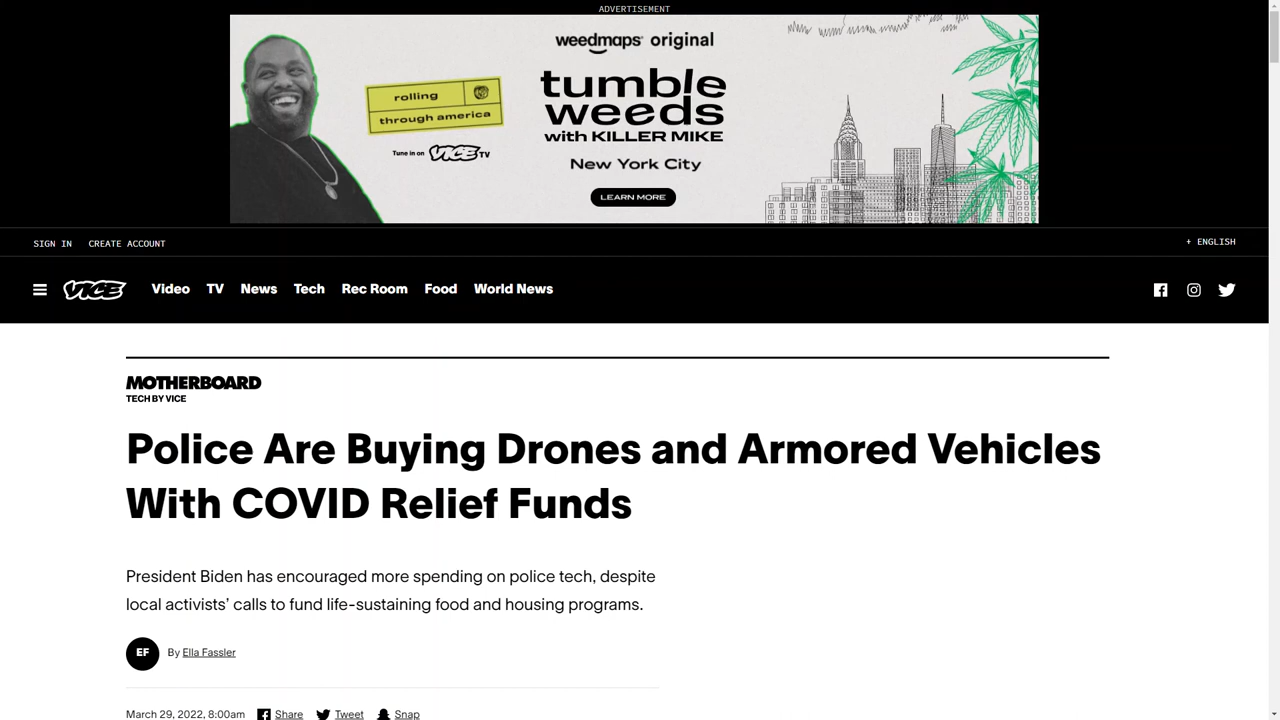 ADVERTISEMENT
weedmaps original
tumbleweeds
with KILLER MIKE
New York City
LEARN MORE
rolling
through america
Tune in on VICE TV
SIGN IN CREATE ACCOUNT
+ ENGLISH
VICE Video TV News Tech Rec Room Food World News
MOTHERBOARD
TECH BY VICE
Police Are Buying Drones and Armored Vehicles
With COVID Relief Funds
President Biden has encouraged more spending on police tech, despite
local activists’ calls to fund life-sustaining food and housing programs.
EF By Ella Fassler
March 29, 2022, 8:00am Share Tweet Snap